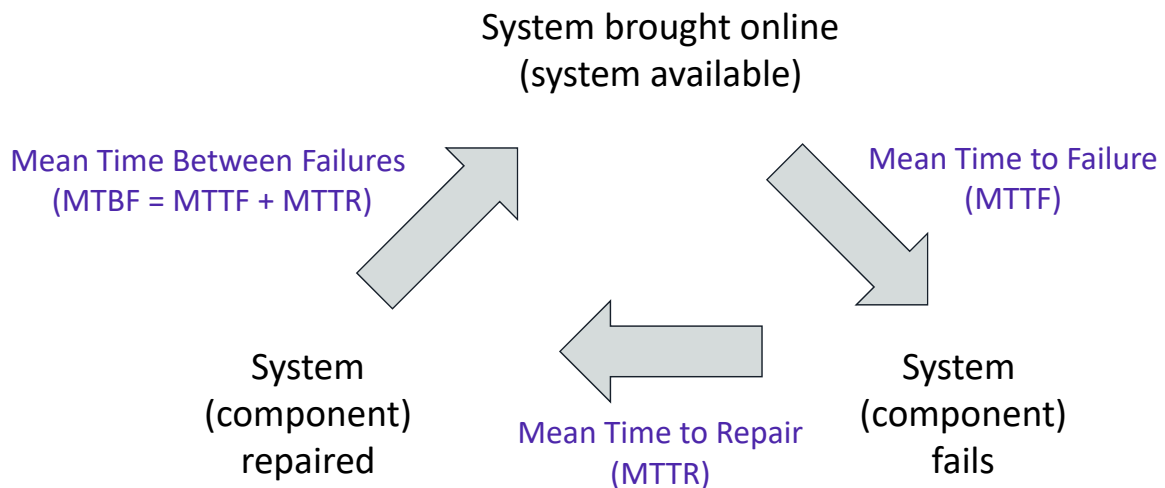 System brought online
(system available)
Mean Time Between Failures
(MTBF = MTTF + MTTR)
Mean Time to Failure
(MTTF)
System
(component)
repaired
Mean Time to Repair
(MTTR)
System
(component)
fails